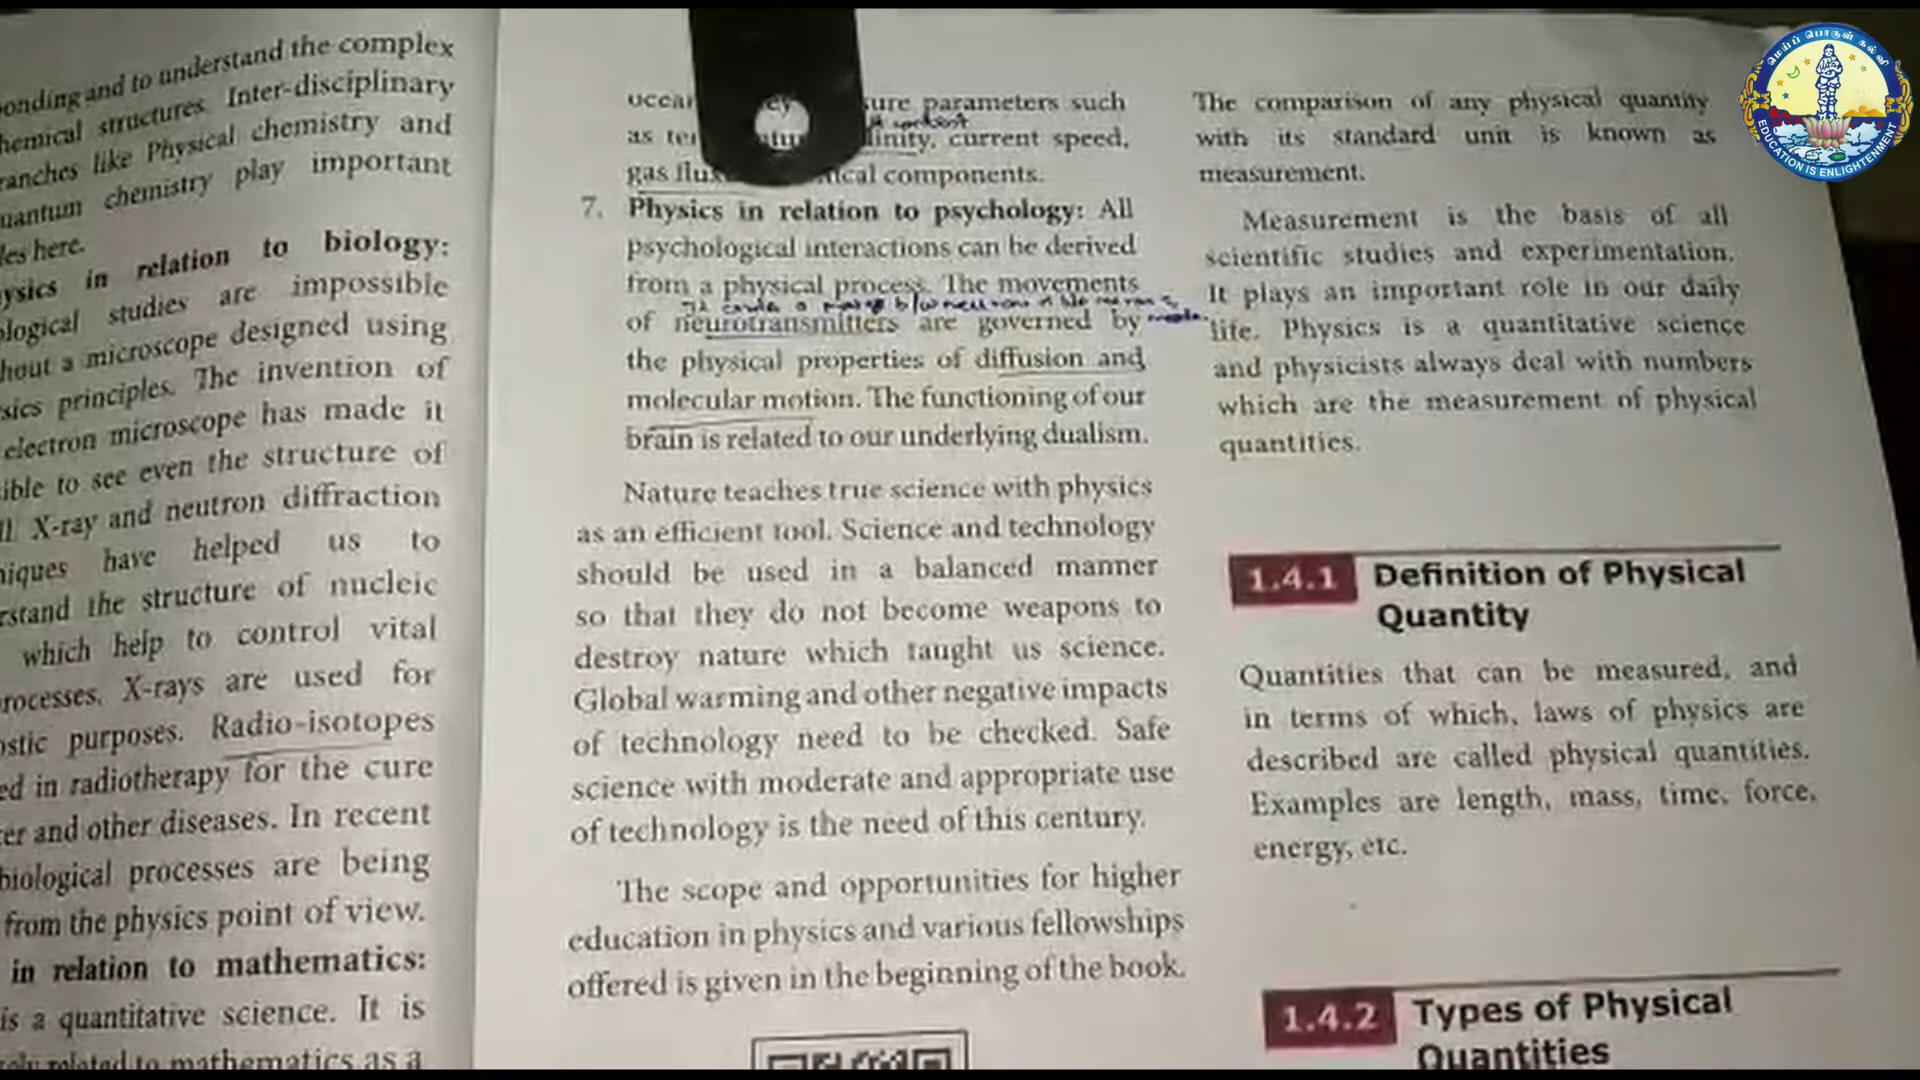 onding and to understand the complex
hemical structures. Inter-disciplinary
ranches like Physical chemistry and
uantum chemistry play important
les here.
ysics in relation to biology:
ological studies are impossible
hout a microscope designed using
sics principles. The invention of
electron microscope has made it
ible to see even the structure of
ll. X-ray and neutron diffraction
niques have helped us to
rstand the structure of nucleic
which help to control vital
rocesses. X-rays are used for
ostic purposes. Radio-isotopes
ed in radiotherapy for the cure
er and other diseases. In recent
biological processes are being
from the physics point of view.
in relation to mathematics:
is a quantitative science. It is
related to mathematics as a
ocean sure parameters such
content
as te linity, current speed,
gas flux ical components.
7. Physics in relation to psychology: All
psychological interactions can be derived
from a physical process. The movements
of neurotransmitters are governed by
the physical properties of diffusion and
molecular motion. The functioning of our
brain is related to our underlying dualism.
Nature teaches true science with physics
as an efficient tool. Science and technology
should be used in a balanced manner
so that they do not become weapons to
destroy nature which taught us science.
Global warming and other negative impacts
of technology need to be checked. Safe
science with moderate and appropriate use
of technology is the need of this century.
The scope and opportunities for higher
education in physics and various fellowships
offered is given in the beginning of the book.
The comparison of any physical quantity
with its standard unit is known as
measurement.
Measurement is the basis of all
scientific studies and experimentation.
It plays an important role in our daily
life. Physics is a quantitative science
and physicists always deal with numbers
which are the measurement of physical
quantities.
1.4.1 Definition of Physical
Quantity
Quantities that can be measured, and
in terms of which, laws of physics are
described are called physical quantities.
Examples are length, mass, time, force,
energy, etc.
1.4.2 Types of Physical
Quantities
மெய்ப் பொருள் கல்வி
EDUCATION IS ENLIGHTENMENT